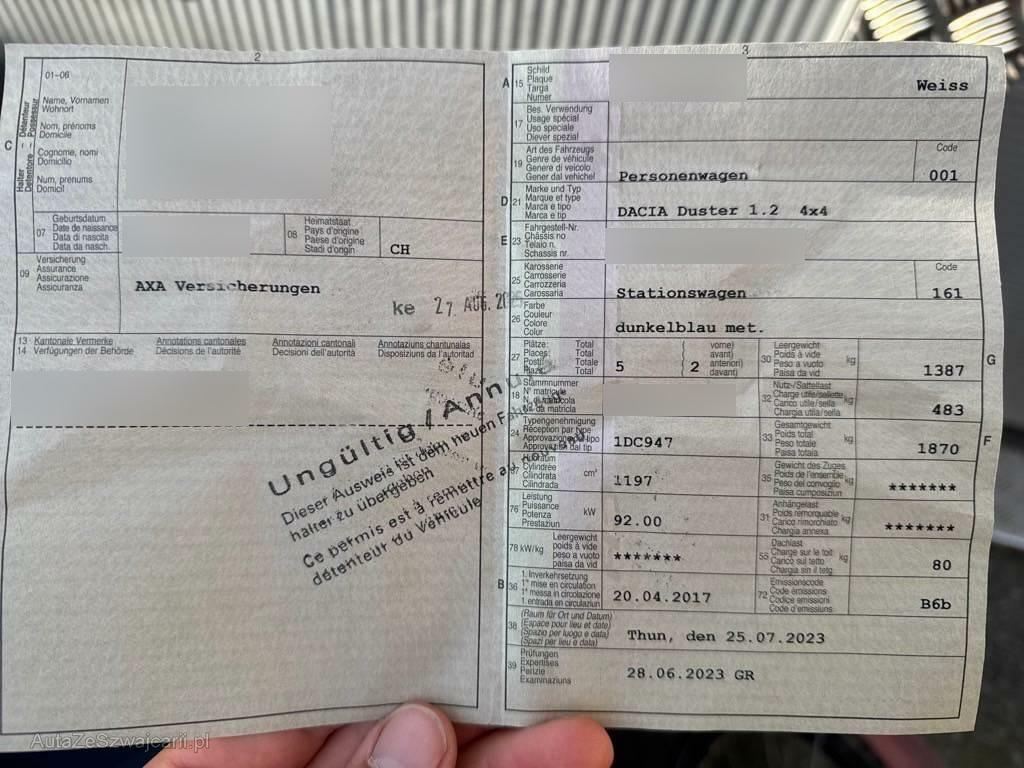 2
01-06
Halter - Détenteur
Detentore - Possessur
C
Name, Vornamen
Wohnort
Nom, prénoms
Domicile
Cognome, nomi
Domicilio
Num, prenums
Domicil
07
Geburtsdatum
Date de naissance
Data di nascita
Data da nasch.
08
Heimatstaat
Pays d'origine
Paese d'origine
Stadi d'origin
CH
09
Versicherung
Assurance
Assicurazione
Assicuranza
AXA Versicherungen
ke 27. AUG.
13 Kantonale Vermerke Annotations cantonales Annotazioni cantonali Annotaziuns chantunalas
14 Verfügungen der Behörde Décisions de l'autorité Decisioni dell'autorità Disposiziuns da l'autoritad
Ungültig / Annulé
Dieser Ausweis ist dem neuen Fahrzeug-
halter zu übergeben
Ce permis est à remettre au nouveau
détenteur du véhicule
3
A 15
Schild
Plaque
Targa
Numer
Weiss
17
Bes. Verwendung
Usage spécial
Uso speciale
Diever spezial
19
Art des Fahrzeugs
Genre de véhicule
Genere di veicolo
Gener dal vehichel
Personenwagen
Code
001
D 21
Marke und Typ
Marque et type
Marca e tipo
Marca e tip
DACIA Duster 1.2 4x4
E 23
Fahrgestell-Nr.
Châssis no
Telaio n.
Schassis nr.
25
Karosserie
Carrosserie
Carrozzeria
Carossaria
Stationswagen
Code
161
26
Farbe
Couleur
Colore
Colur
dunkelblau met.
27
Plätze: Total
Places: Total
Posti: Totale
Plazs: Total
5
2
vorne)
avant)
anteriori)
davant)
30
Leergewicht
Poids à vide
Peso a vuoto
Paisa da vid
kg
1387
G
18
Stammnummer
N° matricule
N. di matricola
Nr. da matricla
32
Nutz-/Sattellast
Charge utile/sellette
Carico utile/sella
Chargia utila/sella
kg
483
24
Typengenehmigung
Réception par type
Approvazione del tipo
Approvaziun dal tip
1DC947
33
Gesamtgewicht
Poids total
Peso totale
Paisa totala
kg
1870
F
37
Hubraum
Cylindrée
Cilindrata
Cilindrada
cm³
1197
35
Gewicht des Zuges
Poids de l'ensemble
Peso del convoglio
Paisa cumposiziun
kg
*******
76
Leistung
Puissance
Potenza
Prestaziun
kW
92.00
31
Anhängelast
Poids remorquable
Carico rimorchiato
Chargia annexa
kg
*******
78 kW/kg
Leergewicht
poids à vide
peso a vuoto
paisa da vid
*******
55
Dachlast
Charge sur le toit
Carico sul tetto
Chargia sin il tetg
kg
80
B 36
1. Inverkehrsetzung
1re mise en circulation
1a messa in circolazione
1. entrada en circulaziun
20.04.2017
72
Emissionscode
Code émissions
Codice emissioni
Code d'emissiuns
B6b
38
(Raum für Ort und Datum)
(Espace pour lieu et date)
(Spazio per luogo e data)
(Spazi per lieu e data)
Thun, den 25.07.2023
39
Prüfungen
Expertises
Perizie
Examinaziuns
28.06.2023 GR
AutaZeSzwajcarii.pl